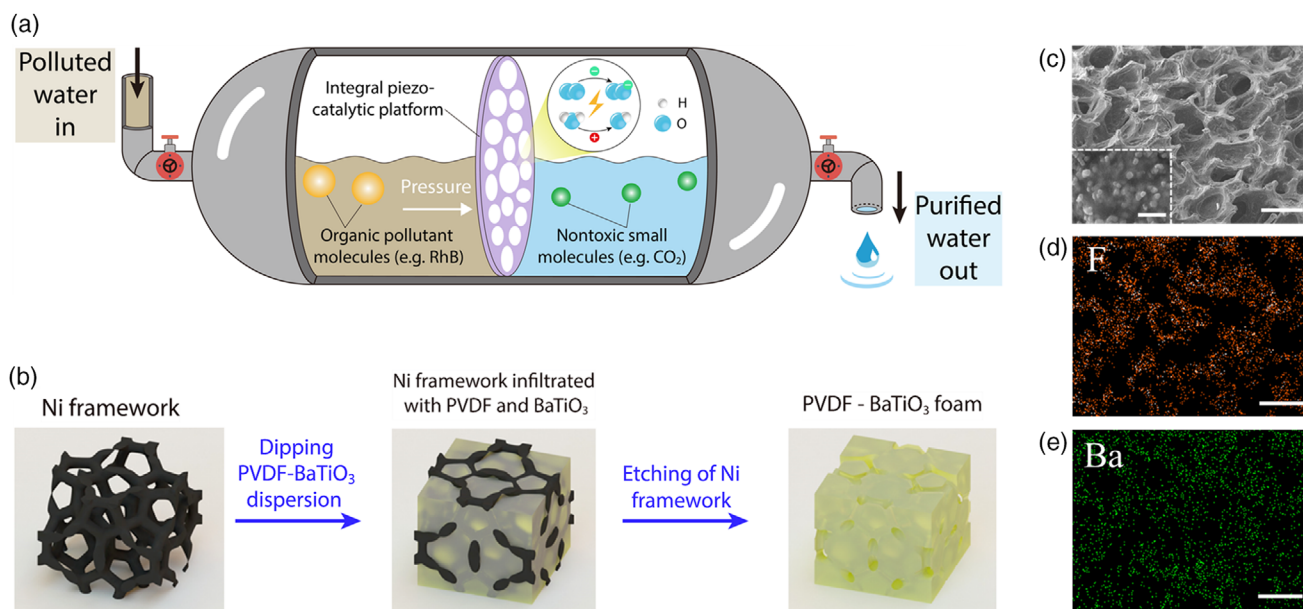 (a)
Polluted
water
in
Integral piezo-
catalytic platform
H
O
Pressure
Organic pollutant
molecules (e.g. RhB)
Nontoxic small
molecules (e.g. CO₂)
Purified
water
out
(b)
Ni framework
Dipping
PVDF-BaTiO₃
dispersion
Ni framework infiltrated
with PVDF and BaTiO₃
Etching of Ni
framework
PVDF - BaTiO₃ foam
(c)
(d)
F
(e)
Ba